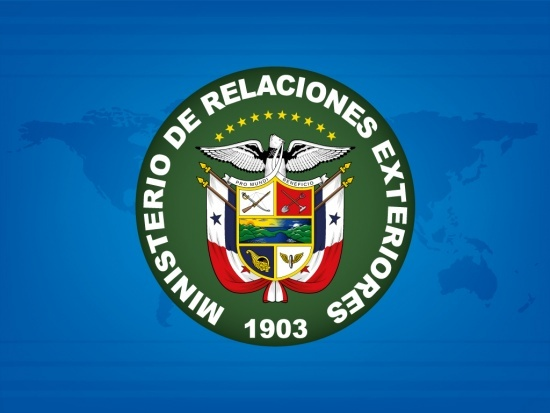 MINISTERIO DE RELACIONES EXTERIORES
PRO MUNDI BENEFICIO
1903